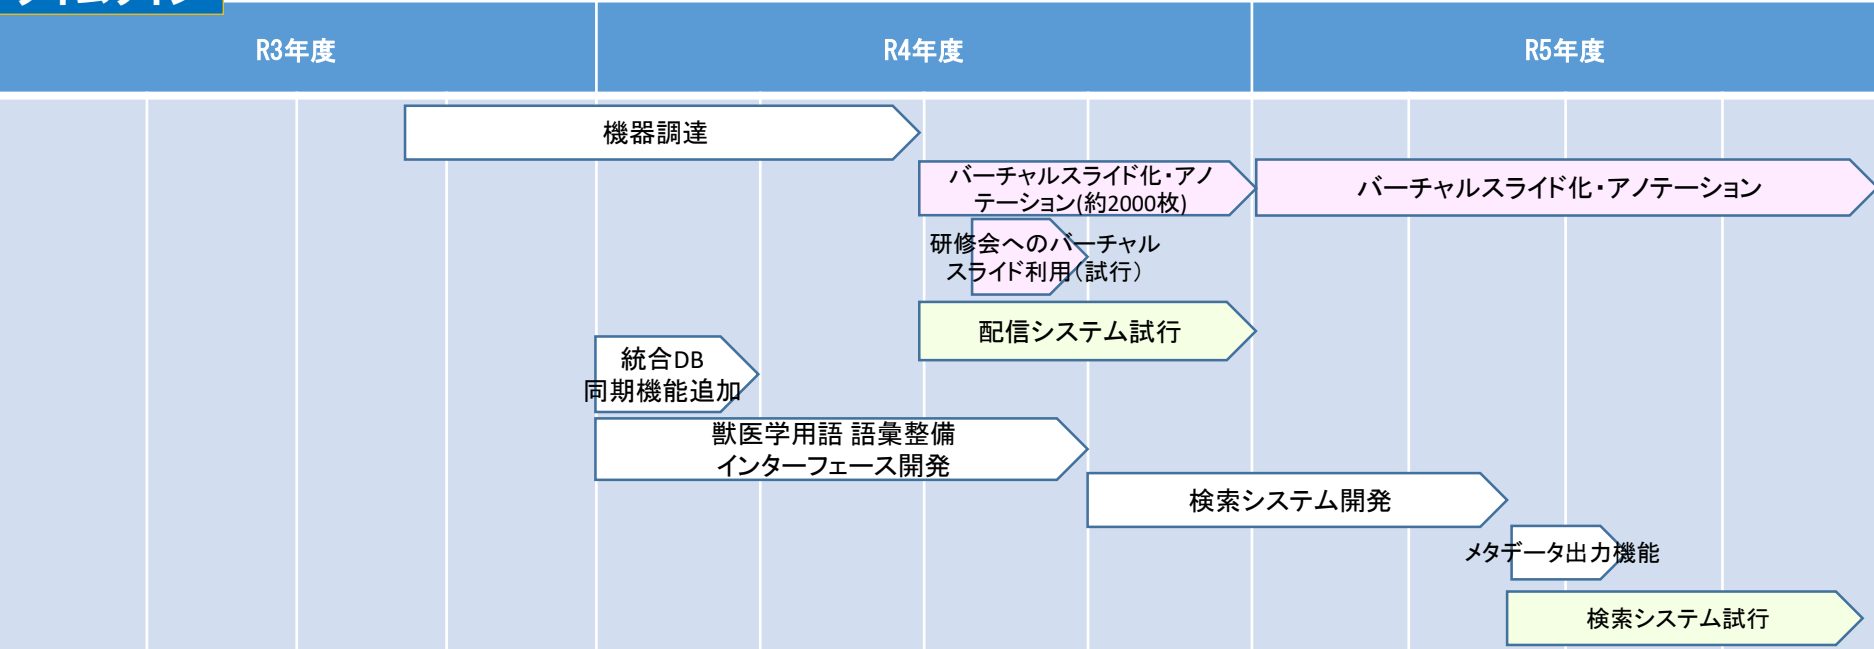 R3年度
R4年度
R5年度
機器調達
バーチャルスライド化・アノ
テーション(約2000枚)
バーチャルスライド化・アノテーション
研修会へのバーチャル
スライド利用(試行)
配信システム試行
統合DB
同期機能追加
獣医学用語 語彙整備
インターフェース開発
検索システム開発
メタデータ出力機能
検索システム試行